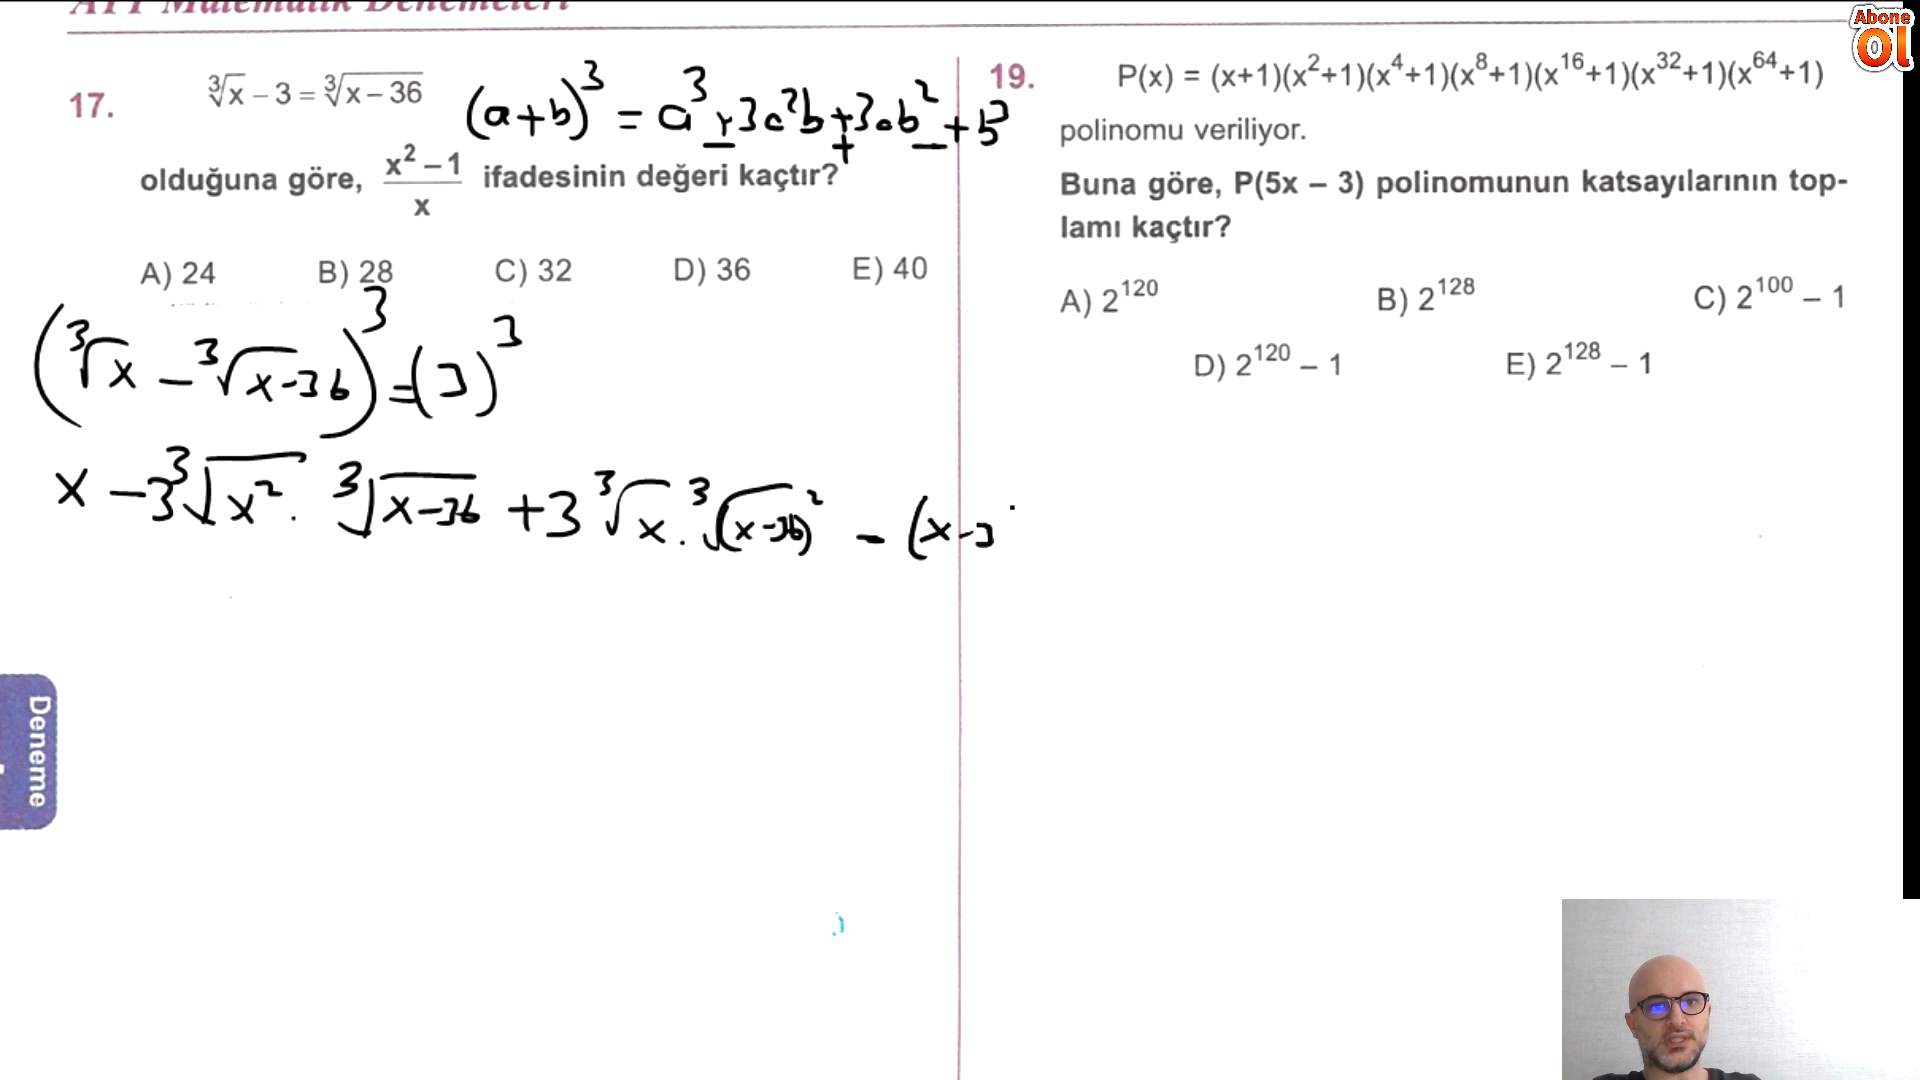 AYT Matematik Denemeleri
Abone
Ol
17. ∛x − 3 = ∛(x − 36)
(a+b)³ = a³ + 3a²b + 3ab² + b³
− + −
olduğuna göre, (x² − 1)/x ifadesinin değeri kaçtır?
A) 24 B) 28 C) 32 D) 36 E) 40
(∛x − ∛(x−36))³ = (3)³
x − 3∛x² . ∛(x−36) + 3∛x . ∛(x−36)² − (x−3
19. P(x) = (x+1)(x²+1)(x⁴+1)(x⁸+1)(x¹⁶+1)(x³²+1)(x⁶⁴+1)
polinomu veriliyor.
Buna göre, P(5x − 3) polinomunun katsayılarının top-
lamı kaçtır?
A) 2¹²⁰ B) 2¹²⁸ C) 2¹⁰⁰ − 1
D) 2¹²⁰ − 1 E) 2¹²⁸ − 1
Deneme